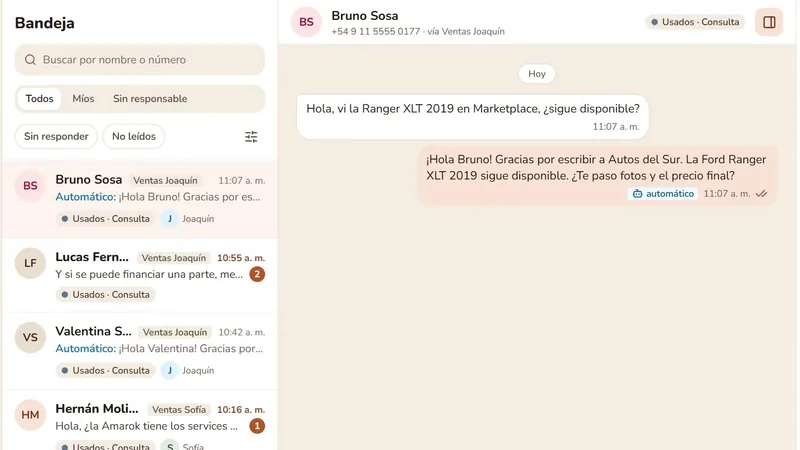 Bandeja
Buscar por nombre o número
Todos Míos Sin responsable
Sin responder No leídos
BS Bruno Sosa Ventas Joaquín 11:07 a. m.
Automático: ¡Hola Bruno! Gracias por es...
Usados · Consulta J Joaquín
LF Lucas Fern... Ventas Joaquín 10:55 a. m.
Y si se puede financiar una parte, me... 2
Usados · Consulta
VS Valentina S... Ventas Joaquín 10:42 a. m.
Automático: ¡Hola Valentina! Gracias por...
Usados · Consulta J Joaquín
HM Hernán Moli... Ventas Sofía 10:16 a. m.
Hola, ¿la Amarok tiene los services ... 1
Usados · Consulta S Sofía
BS Bruno Sosa
+54 9 11 5555 0177 · vía Ventas Joaquín
Usados · Consulta
Hoy
Hola, vi la Ranger XLT 2019 en Marketplace, ¿sigue disponible?
11:07 a. m.
¡Hola Bruno! Gracias por escribir a Autos del Sur. La Ford Ranger
XLT 2019 sigue disponible. ¿Te paso fotos y el precio final?
automático 11:07 a. m.